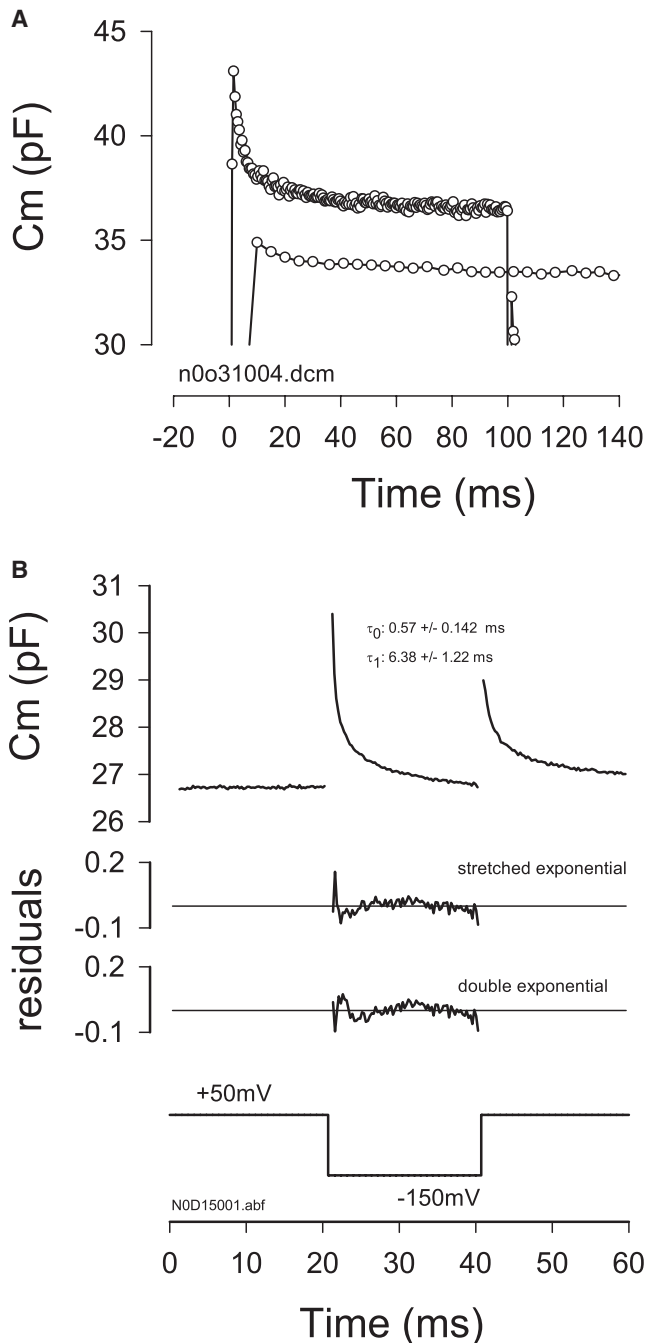 A
45
40
35
30
Cm (pF)
n0o31004.dcm
-20 0 20 40 60 80 100 120 140
Time (ms)
B
31
30
29
28
27
26
Cm (pF)
τ0: 0.57 +/- 0.142 ms
τ1: 6.38 +/- 1.22 ms
residuals
0.2
-0.1
stretched exponential
0.2
-0.1
double exponential
+50mV
-150mV
N0D15001.abf
0 10 20 30 40 50 60
Time (ms)